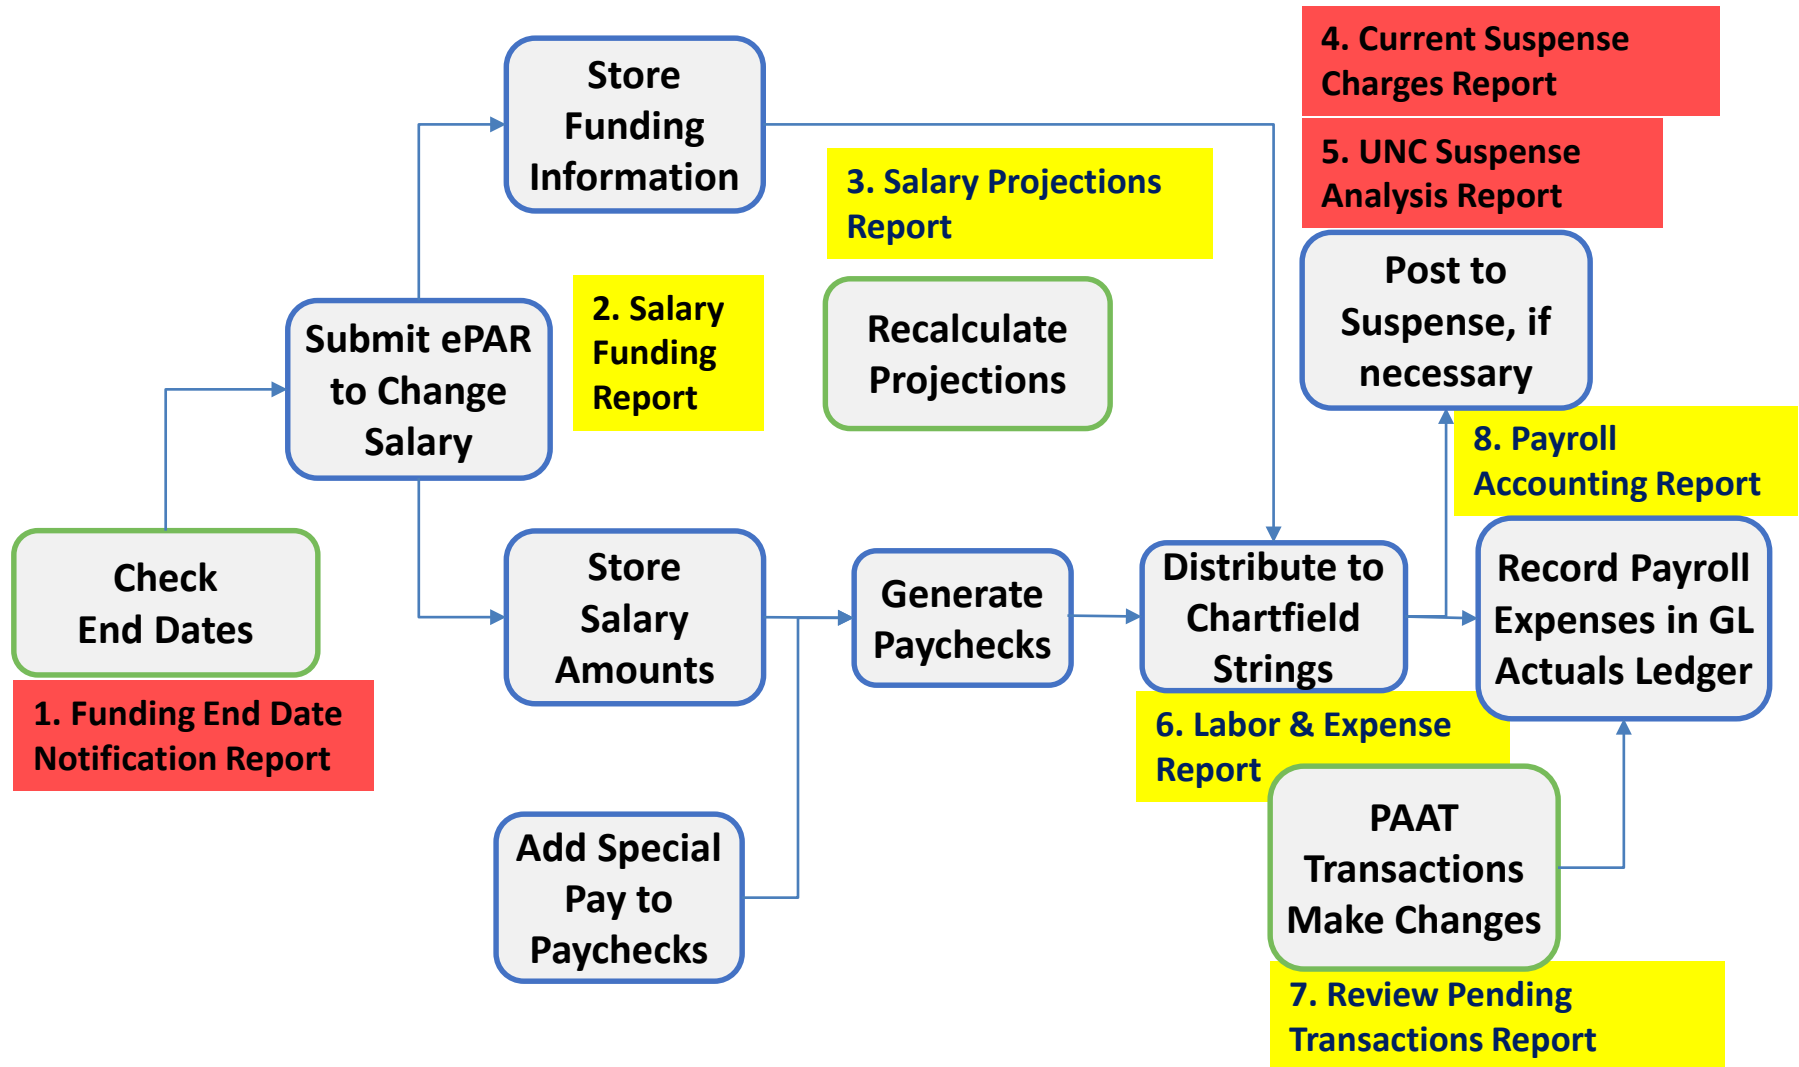 Store
Funding
Information
4. Current Suspense
Charges Report
5. UNC Suspense
Analysis Report
3. Salary Projections
Report
Submit ePAR
to Change
Salary
2. Salary
Funding
Report
Recalculate
Projections
Post to
Suspense, if
necessary
8. Payroll
Accounting Report
Check
End Dates
1. Funding End Date
Notification Report
Store
Salary
Amounts
Generate
Paychecks
Distribute to
Chartfield
Strings
Record Payroll
Expenses in GL
Actuals Ledger
6. Labor & Expense
Report
Add Special
Pay to
Paychecks
PAAT
Transactions
Make Changes
7. Review Pending
Transactions Report